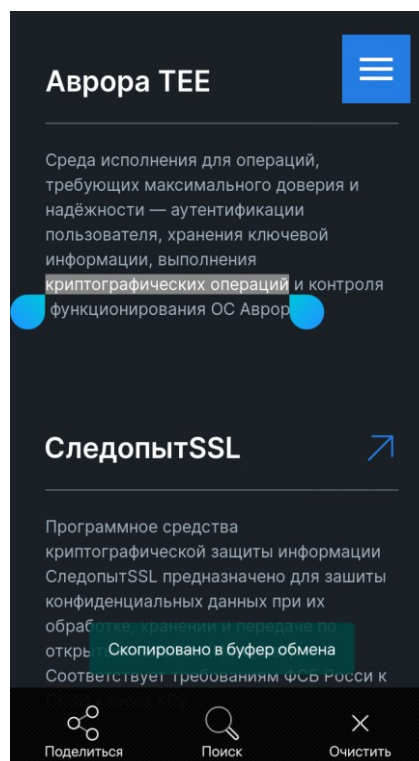 Аврора TEE
Среда исполнения для операций,
требующих максимального доверия и
надёжности — аутентификации
пользователя, хранения ключевой
информации, выполнения
криптографических операций и контроля
функционирования ОС Аврор
СледопытSSL
Программное средства
криптографической защиты информации
СледопытSSL предназначено для зашиты
конфиденциальных данных при их
обработке, хранении и передаче по
откры
Скопировано в буфер обмена
Соответствует требованиям ФСБ Росси к
Поделиться
Поиск
Очистить